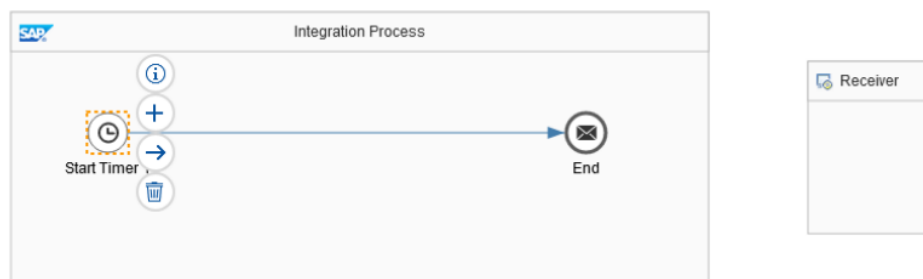 SAP
Integration Process
Receiver
Start Timer
End